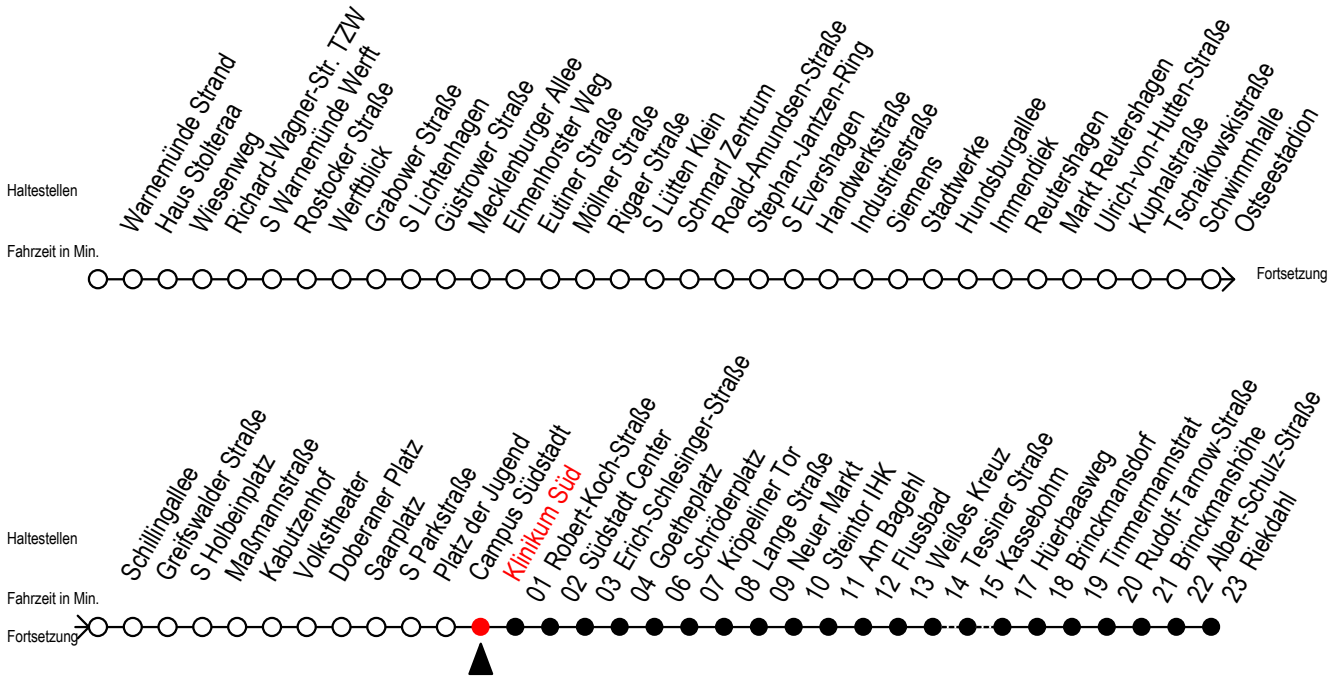 Haltestellen
Warnemünde Strand
Haus Stolteraa
Wiesenweg
Richard-Wagner-Str. TZW
S Warnemünde Werft
Rostocker Straße
Werftblick
Grabower Straße
S Lichtenhagen
Güstrower Straße
Mecklenburger Allee
Elmenhorster Weg
Eutiner Straße
Möllner Straße
Rigaer Straße
S Lütten Klein
Schmarl Zentrum
Roald-Amundsen-Straße
Stephan-Jantzen-Ring
S Evershagen
Handwerkstraße
Industriestraße
Siemens
Stadtwerke
Hundsburgallee
Immendiek
Reutershagen
Markt Reutershagen
Ulrich-von-Hutten-Straße
Kuphalstraße
Tschaikowskistraße
Schwimmhalle
Ostseestadion
Fahrzeit in Min.
Fortsetzung
Haltestellen
Schillingallee
Greifswalder Straße
S Holbeinplatz
Maßmannstraße
Kabutzenhof
Volkstheater
Doberaner Platz
Saarplatz
S Parkstraße
Platz der Jugend
Campus Südstadt
Klinikum Süd
01 Robert-Koch-Straße
02 Südstadt Center
03 Erich-Schlesinger-Straße
04 Goetheplatz
06 Schröderplatz
07 Kröpeliner Tor
08 Lange Straße
09 Neuer Markt
10 Steintor IHK
11 Am Bagehl
12 Flussbad
13 Weißes Kreuz
14 Tessiner Straße
15 Kassebohm
17 Hüerbaasweg
18 Brinckmansdorf
19 Timmermannstrat
20 Rudolf-Tarnow-Straße
21 Brinckmanshöhe
22 Albert-Schulz-Straße
23 Riekdahl
Fahrzeit in Min.
Fortsetzung